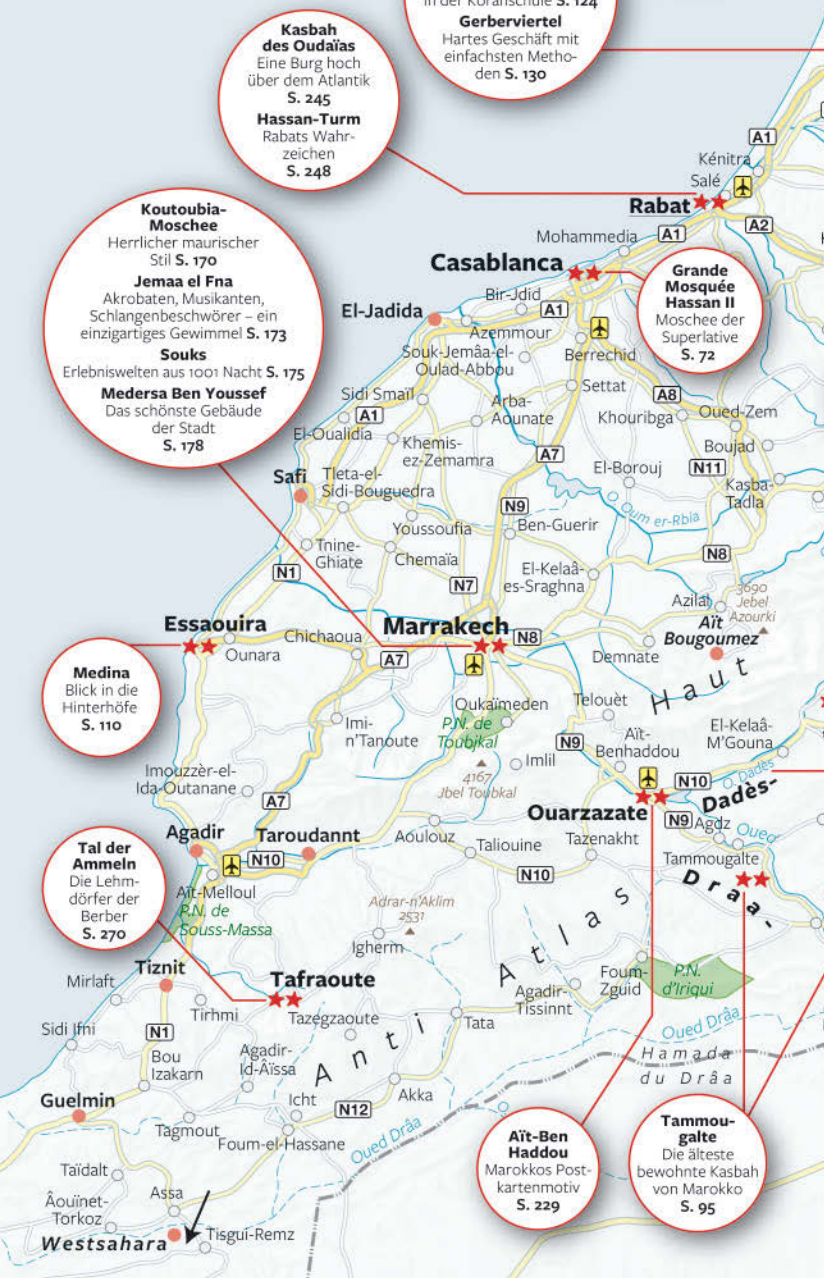 in der Koranschule S. 124
Gerberviertel
Hartes Geschäft mit
einfachsten Metho-
den S. 130
Kasbah
des Oudaïas
Eine Burg hoch
über dem Atlantik
S. 245
Hassan-Turm
Rabats Wahr-
zeichen
S. 248
A1
Kénitra
Salé
Rabat
A1
A2
Koutoubia-
Moschee
Herrlicher maurischer
Stil S. 170
Jemaa el Fna
Akrobaten, Musikanten,
Schlangenbeschwörer – ein
einzigartiges Gewimmel S. 173
Souks
Erlebniswelten aus 1001 Nacht S. 175
Medersa Ben Youssef
Das schönste Gebäude
der Stadt
S. 178
Mohammedia
Casablanca
Grande
Mosquée
Hassan II
Moschee der
Superlative
S. 72
Bir-Jdid
El-Jadida
A1
Azemmour
Souk-Jemâa-el-
Oulad-Abbou
Berrechid
Settat
Sidi Smaïl
A1
Arba-
Aounate
A8
Khouribga
Oued-Zem
El-Oualidia
Khemis-
ez-Zemamra
Boujad
A7
El-Borouj
N11
Safi
Tleta-el-
Sidi-Bouguedra
Kasba-
Tadla
N9
O. Oum er-Rbia
Youssoufia
Ben-Guerir
Tnine-
Ghiate
Chemaïa
N8
N1
El-Kelaâ-
es-Sraghna
N7
3690
Jebel
Azourki
Azilal
Aït
Bougoumez
Essaouira
Ounara
Chichaoua
Marrakech
N8
A7
Demnate
Medina
Blick in die
Hinterhöfe
S. 110
Haut
Oukaïmeden
Telouèt
Imi-
n'Tanoute
P.N. de
Toubkal
El-Kelaâ-
M'Gouna
N9
Aït-
Benhaddou
Imlil
Imouzzèr-el-
Ida-Outanane
4167
Jbel Toubkal
N10
O. Dadès
A7
Dadès-
Ouarzazate
N9
Agdz
Oued
Agadir
Taroudannt
Aoulouz
Taliouine
Tazenakht
Tammougalte
N10
N10
Draa-
Tal der
Ammeln
Die Lehm-
dörfer der
Berber
S. 270
Aït-Melloul
P.N. de
Souss-Massa
Adrar-n'Aklim
2531
Igherm
Atlas
Tiznit
Tafraoute
Foum-
Zguid
P.N.
d'Iriqui
Mirlaft
Tirhmi
Tazegzaoute
Agadir-
Tissinnt
Tata
Sidi Ifni
N1
Anti
Oued Drâa
Bou
Izakarn
Agadir-
Id-Aïssa
Hamada
du Drâa
Akka
Guelmin
Icht
N12
Tagmout
Foum-el-Hassane
Oued Drâa
Aït-Ben
Haddou
Marokkos Post-
kartenmotiv
S. 229
Tammou-
galte
Die älteste
bewohnte Kasbah
von Marokko
S. 95
Taïdalt
Âouïnet-
Torkoz
Assa
Westsahara
Tisgui-Remz